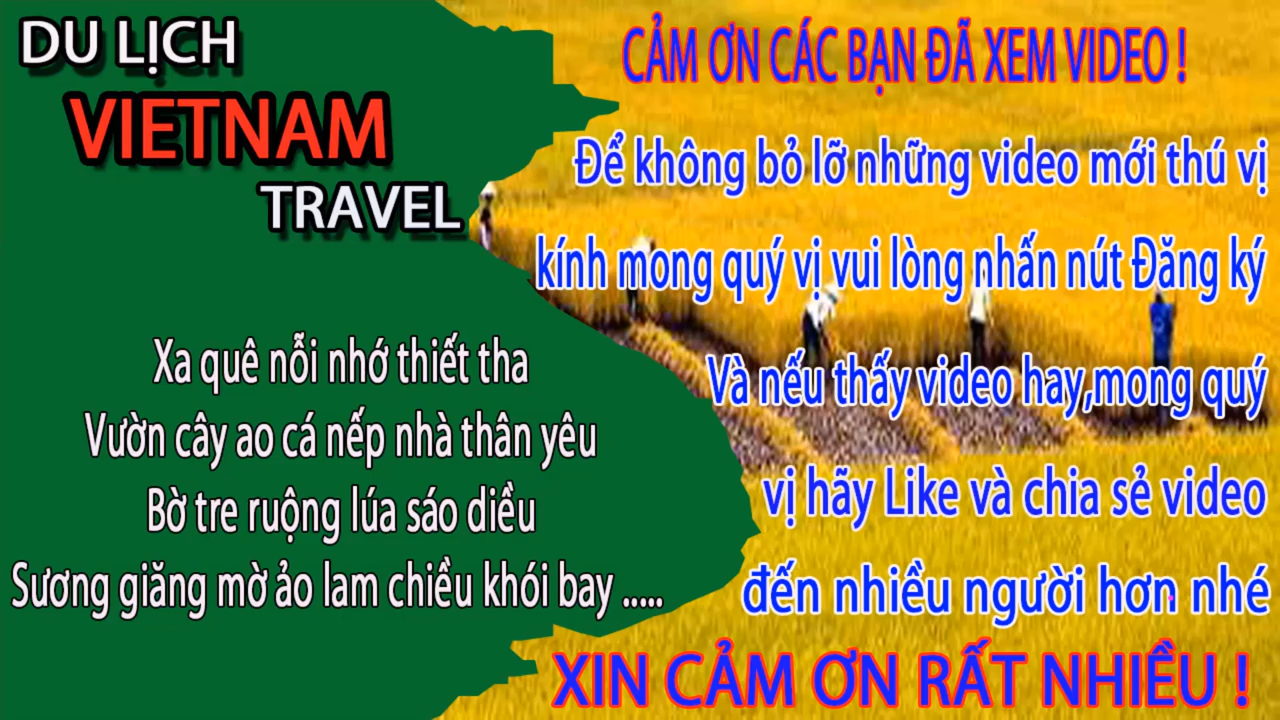 DU LỊCH
VIETNAM
TRAVEL
Xa quê nỗi nhớ thiết tha
Vườn cây ao cá nếp nhà thân yêu
Bờ tre ruộng lúa sáo diều
Sương giăng mờ ảo lam chiều khói bay .....
CẢM ƠN CÁC BẠN ĐÃ XEM VIDEO !
Để không bỏ lỡ những video mới thú vị
kính mong quý vị vui lòng nhấn nút Đăng ký
Và nếu thấy video hay,mong quý
vị hãy Like và chia sẻ video
đến nhiều người hơn nhé
XIN CẢM ƠN RẤT NHIỀU !